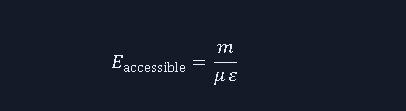 E_accessible = m / (μ ε)